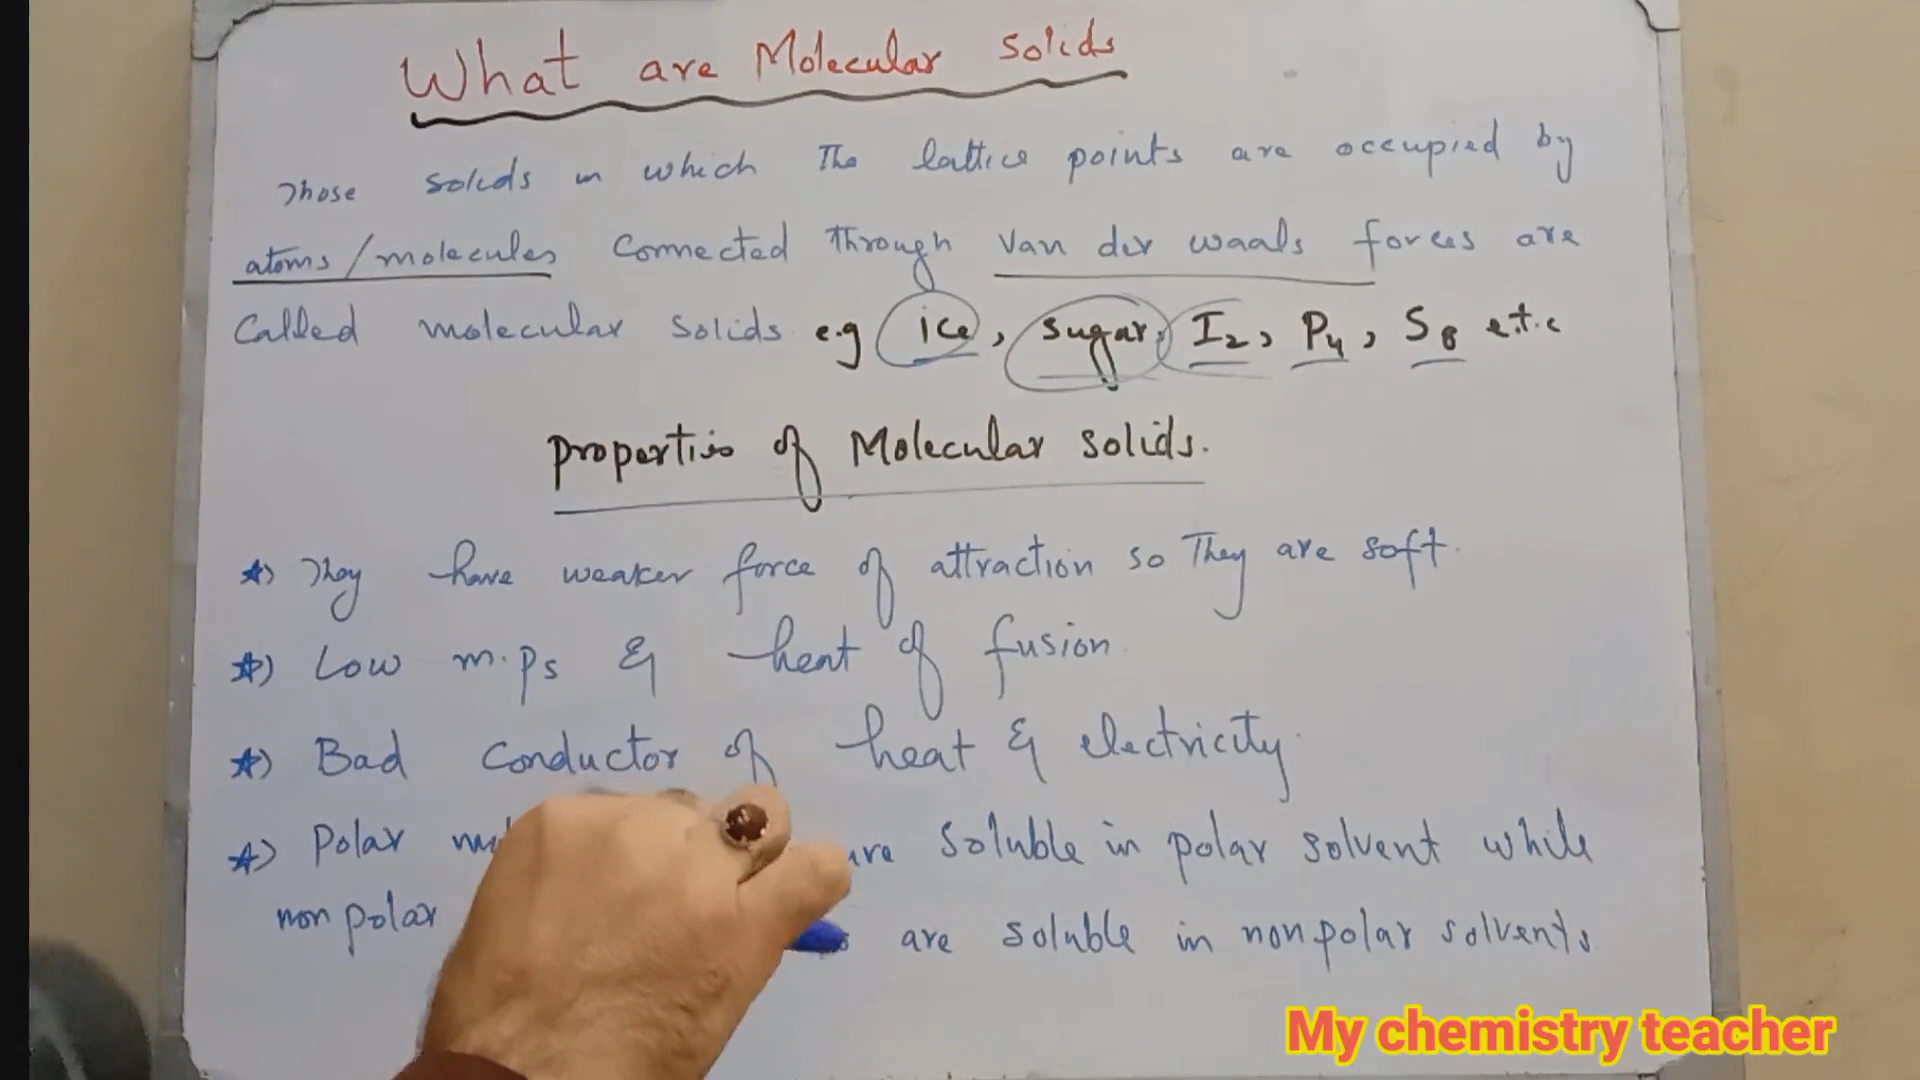 What are Molecular Solids
Those solids in which The lattice points are occupied by
atoms/molecules Connected through Van der waals forces are
Called molecular solids e.g ice, sugar, I2, P4, S8 e.t.c
Properties of Molecular solids.
☆) They have weaker force of attraction so They are soft.
☆) Low m.ps & heat of fusion.
☆) Bad Conductor of heat & electricity.
☆) Polar are soluble in polar solvent while
nonpolar are soluble in nonpolar solvents.
My chemistry teacher